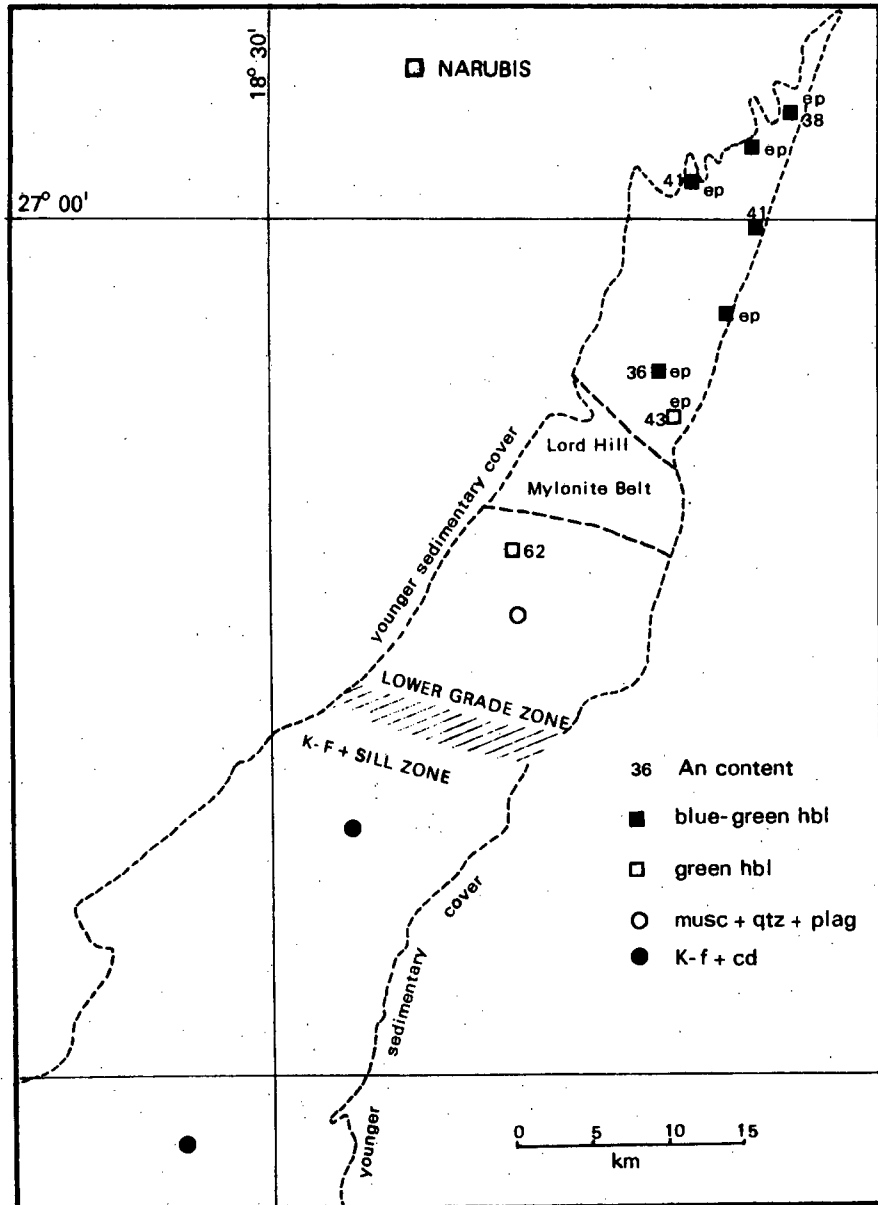 18° 30'
NARUBIS
27° 00'
ep
38
ep
41
ep
41
ep
36 ep
ep
43
Lord Hill
Mylonite Belt
younger sedimentary cover
62
LOWER GRADE ZONE
K-F + SILL ZONE
36 An content
blue-green hbl
green hbl
musc + qtz + plag
K-f + cd
younger sedimentary cover
0 5 10 15
km